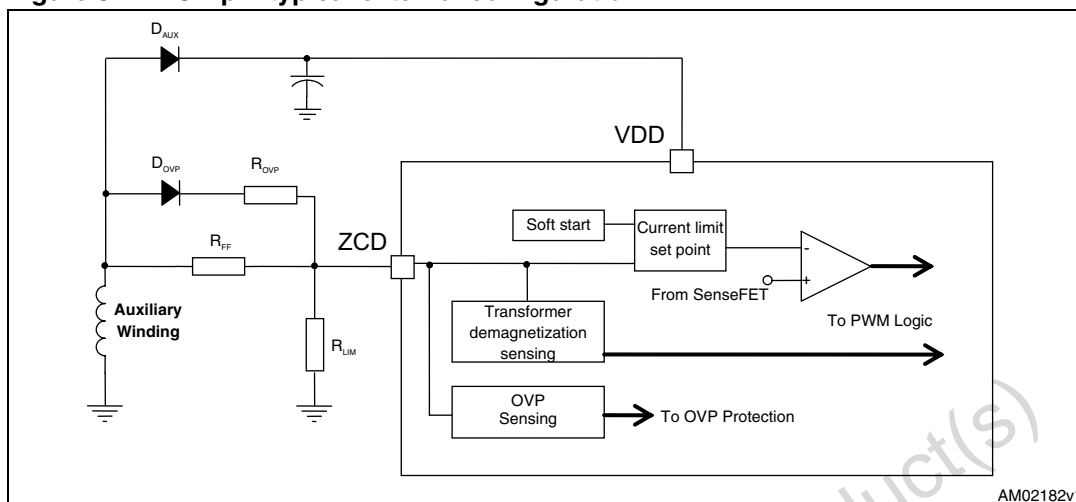 D_AUX
VDD
D_OVP
R_OVP
Soft start
Current limit
set point
ZCD
R_FF
-
+
From SenseFET
Auxiliary
Winding
Transformer
demagnetization
sensing
To PWM Logic
R_LIM
OVP
Sensing
To OVP Protection
duct(s)
AM02182v